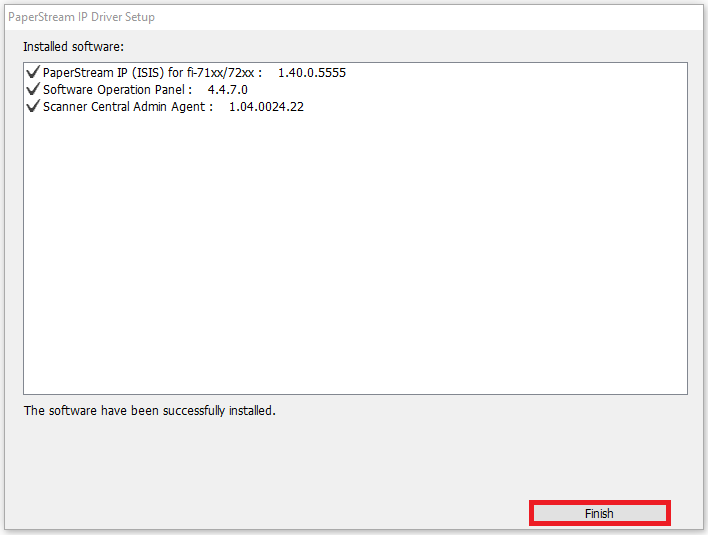 PaperStream IP Driver Setup
Installed software:
PaperStream IP (ISIS) for fi-71xx/72xx : 1.40.0.5555
Software Operation Panel : 4.4.7.0
Scanner Central Admin Agent : 1.04.0024.22
The software have been successfully installed.
Finish